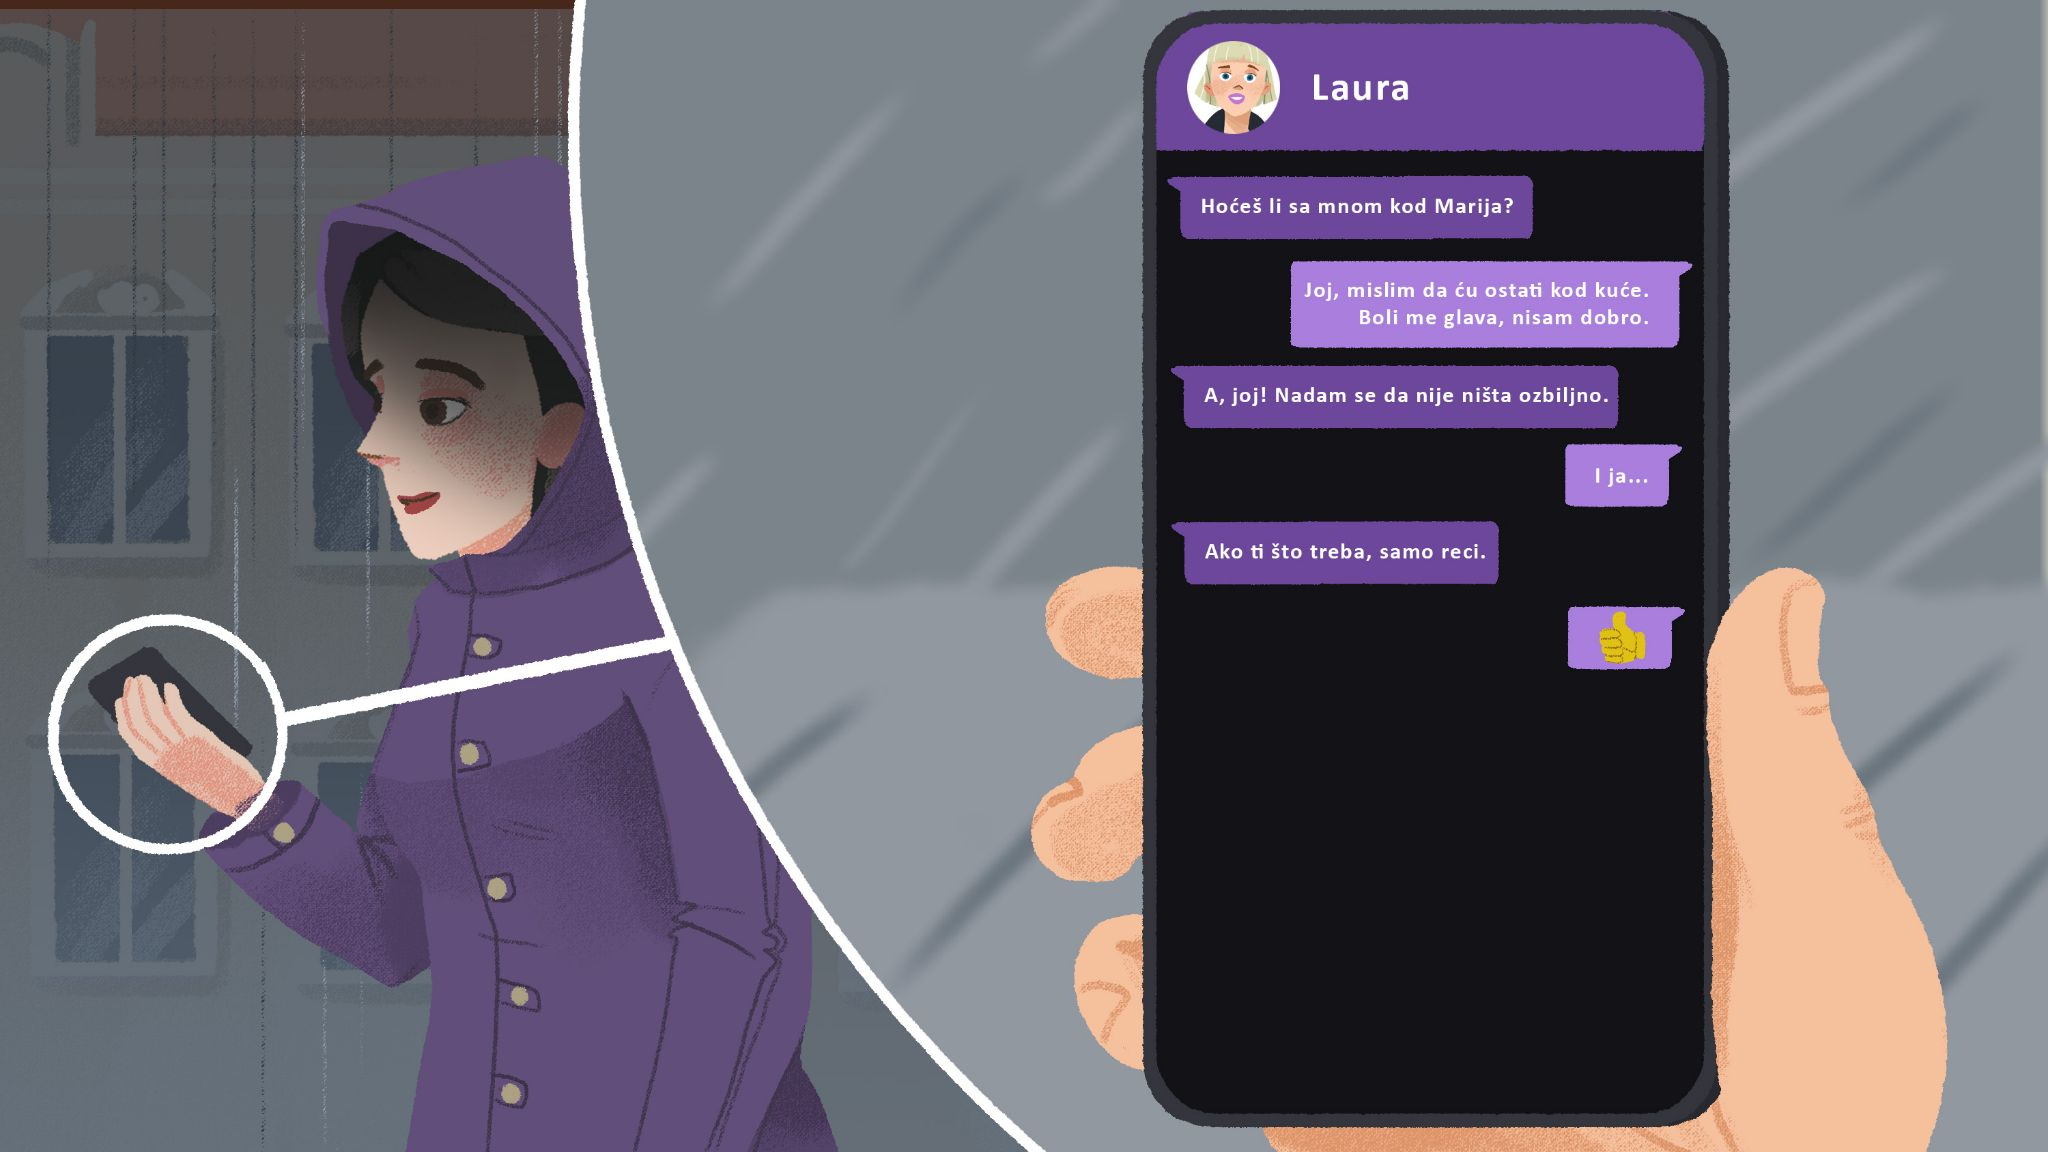 Laura
Hoćeš li sa mnom kod Marija?
Joj, mislim da ću ostati kod kuće.
Boli me glava, nisam dobro.
A, joj! Nadam se da nije ništa ozbiljno.
I ja...
Ako ti što treba, samo reci.